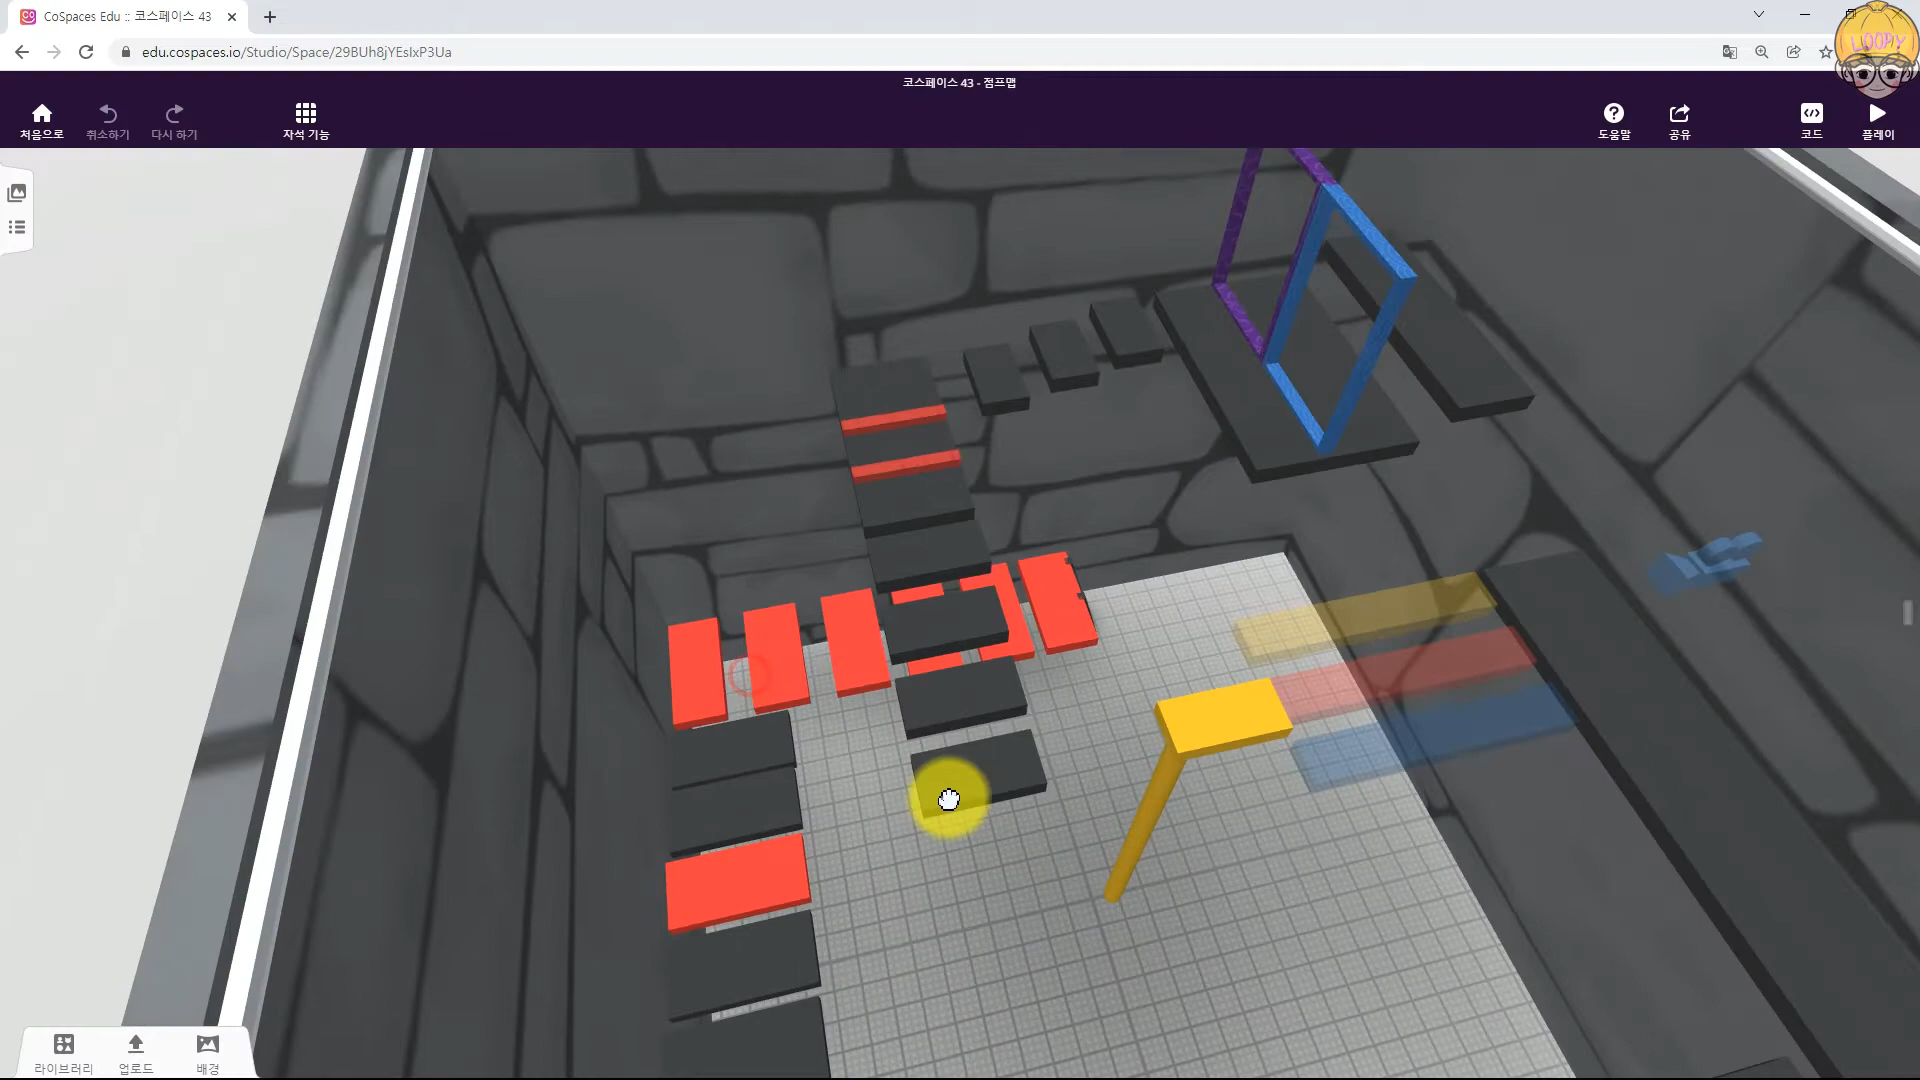 CoSpaces Edu :: 코스페이스 43
edu.cospaces.io/Studio/Space/29BUh8jYEsIxP3Ua
LOOPY
코스페이스 43 - 점프맵
처음으로
취소하기
다시 하기
자석 기능
도움말
공유
코드
플레이
라이브러리
업로드
배경